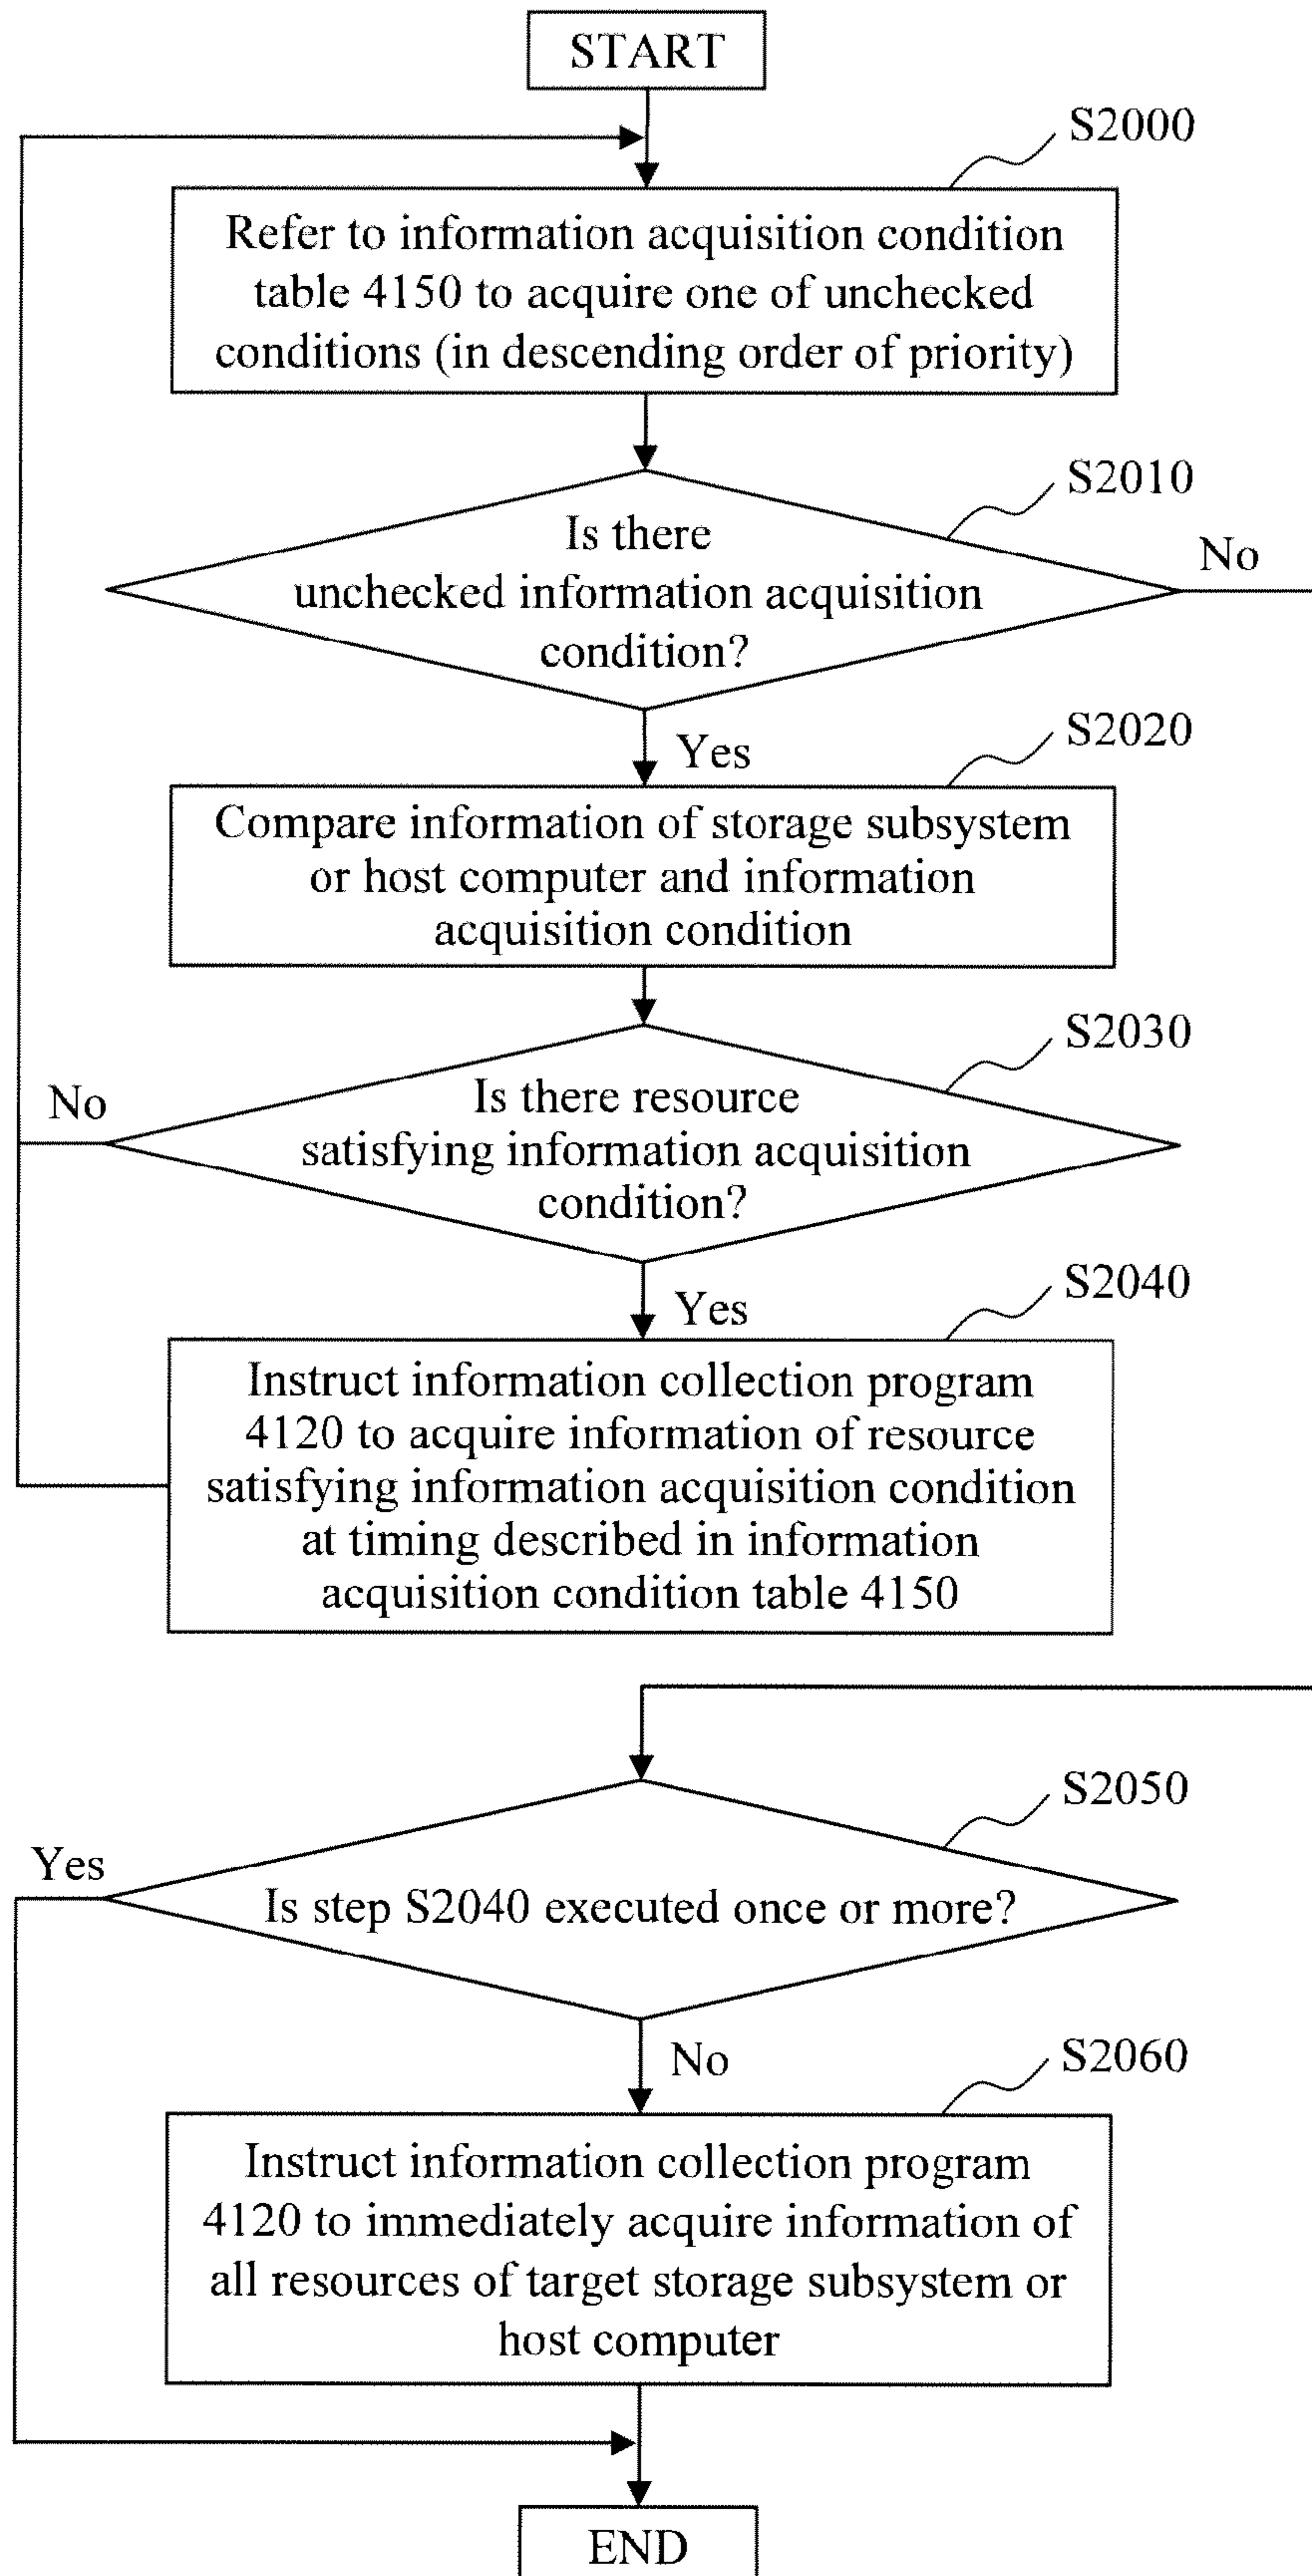 START
S2000
Refer to information acquisition condition
table 4150 to acquire one of unchecked
conditions (in descending order of priority)
S2010
Is there
unchecked information acquisition
condition?
No
Yes
S2020
Compare information of storage subsystem
or host computer and information
acquisition condition
S2030
Is there resource
satisfying information acquisition
condition?
No
Yes
S2040
Instruct information collection program
4120 to acquire information of resource
satisfying information acquisition condition
at timing described in information
acquisition condition table 4150
S2050
Yes
Is step S2040 executed once or more?
No
S2060
Instruct information collection program
4120 to immediately acquire information of
all resources of target storage subsystem or
host computer
END